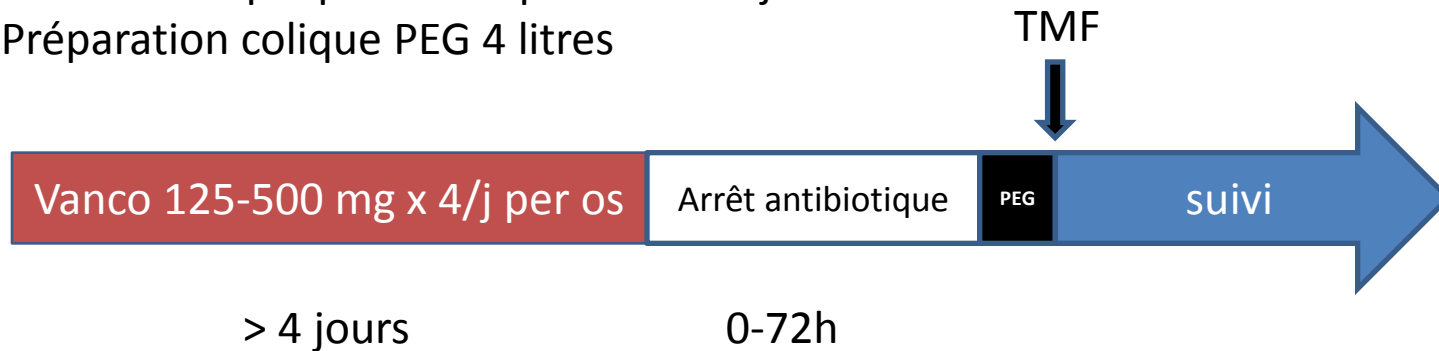 Préparation colique PEG 4 litres
TMF
Vanco 125-500 mg x 4/j per os
Arrêt antibiotique
PEG
suivi
> 4 jours
0-72h